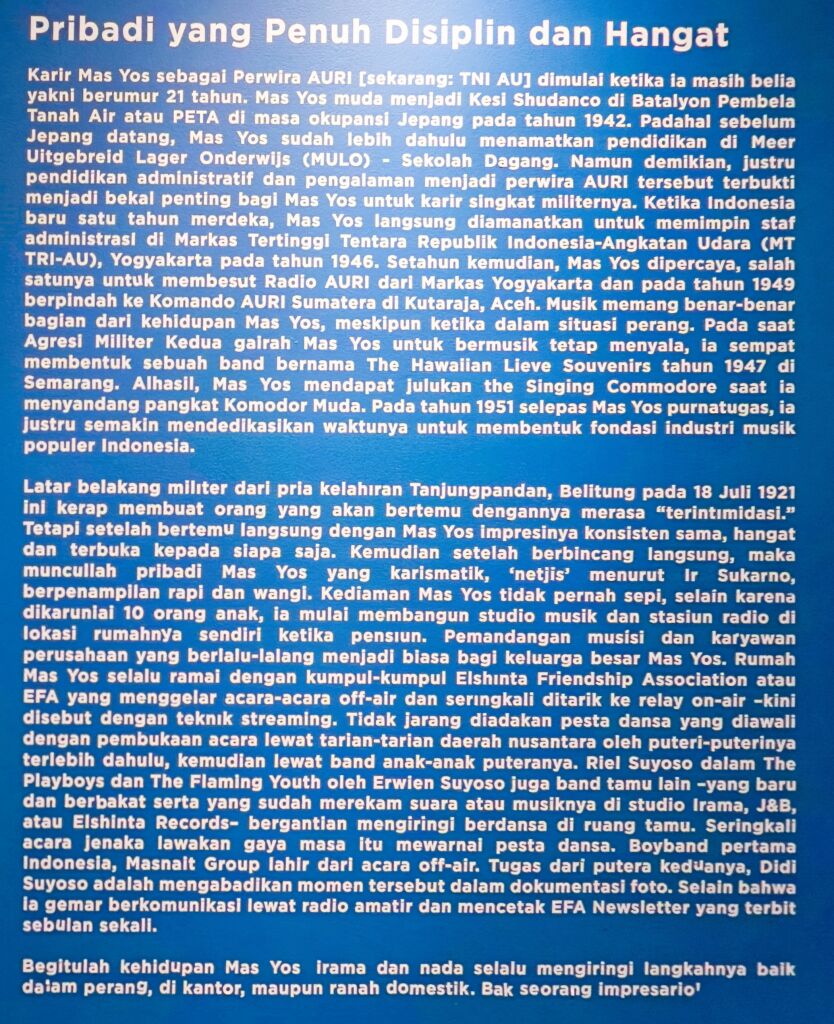 Pribadi yang Penuh Disiplin dan Hangat
Karir Mas Yos sebagai Perwira AURI [sekarang: TNI AU] dimulai ketika ia masih belia
yakni berumur 21 tahun. Mas Yos muda menjadi Kesi Shudanco di Batalyon Pembela
Tanah Air atau PETA di masa okupansi Jepang pada tahun 1942. Padahal sebelum
Jepang datang, Mas Yos sudah lebih dahulu menamatkan pendidikan di Meer
Uitgebreid Lager Onderwijs (MULO) - Sekolah Dagang. Namun demikian, justru
pendidikan administratif dan pengalaman menjadi perwira AURI tersebut terbukti
menjadi bekal penting bagi Mas Yos untuk karir singkat militernya. Ketika Indonesia
baru satu tahun merdeka, Mas Yos langsung diamanatkan untuk memimpin staf
administrasi di Markas Tertinggi Tentara Republik Indonesia-Angkatan Udara (MT
TRI-AU), Yogyakarta pada tahun 1946. Setahun kemudian, Mas Yos dipercaya, salah
satunya untuk membesut Radio AURI dari Markas Yogyakarta dan pada tahun 1949
berpindah ke Komando AURI Sumatera di Kutaraja, Aceh. Musik memang benar-benar
bagian dari kehidupan Mas Yos, meskipun ketika dalam situasi perang. Pada saat
Agresi Militer Kedua gairah Mas Yos untuk bermusik tetap menyala, ia sempat
membentuk sebuah band bernama The Hawaiian Lieve Souvenirs tahun 1947 di
Semarang. Alhasil, Mas Yos mendapat julukan the Singing Commodore saat ia
menyandang pangkat Komodor Muda. Pada tahun 1951 selepas Mas Yos purnatugas, ia
justru semakin mendedikasikan waktunya untuk membentuk fondasi industri musik
populer Indonesia.
Latar belakang militer dari pria kelahiran Tanjungpandan, Belitung pada 18 Juli 1921
ini kerap membuat orang yang akan bertemu dengannya merasa “terintimidasi.”
Tetapi setelah bertemu langsung dengan Mas Yos impresinya konsisten sama, hangat
dan terbuka kepada siapa saja. Kemudian setelah berbincang langsung, maka
muncullah pribadi Mas Yos yang karismatik, ‘netjis’ menurut Ir Sukarno,
berpenampilan rapi dan wangi. Kediaman Mas Yos tidak pernah sepi, selain karena
dikaruniai 10 orang anak, ia mulai membangun studio musik dan stasiun radio di
lokasi rumahnya sendiri ketika pensiun. Pemandangan musisi dan karyawan
perusahaan yang berlalu-lalang menjadi biasa bagi keluarga besar Mas Yos. Rumah
Mas Yos selalu ramai dengan kumpul-kumpul Elshinta Friendship Association atau
EFA yang menggelar acara-acara off-air dan seringkali ditarik ke relay on-air –kini
disebut dengan teknik streaming. Tidak jarang diadakan pesta dansa yang diawali
dengan pembukaan acara lewat tarian-tarian daerah nusantara oleh puteri-puterinya
terlebih dahulu, kemudian lewat band anak-anak puteranya. Riel Suyoso dalam The
Playboys dan The Flaming Youth oleh Erwien Suyoso juga band tamu lain –yang baru
dan berbakat serta yang sudah merekam suara atau musiknya di studio Irama, J&B,
atau Elshinta Records– bergantian mengiringi berdansa di ruang tamu. Seringkali
acara jenaka lawakan gaya masa itu mewarnai pesta dansa. Boyband pertama
Indonesia, Masnait Group lahir dari acara off-air. Tugas dari putera keduanya, Didi
Suyoso adalah mengabadikan momen tersebut dalam dokumentasi foto. Selain bahwa
ia gemar berkomunikasi lewat radio amatir dan mencetak EFA Newsletter yang terbit
sebulan sekali.
Begitulah kehidupan Mas Yos irama dan nada selalu mengiringi langkahnya baik
dalam perang, di kantor, maupun ranah domestik. Bak seorang impresario'